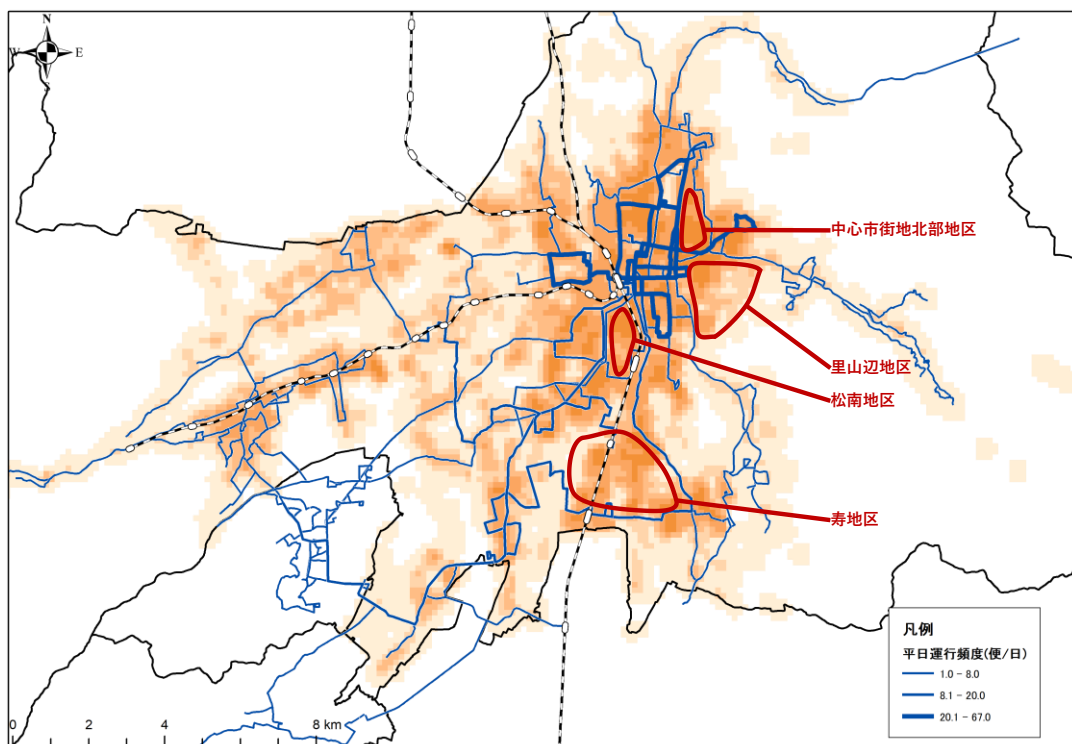 N
W
E
S
中心市街地北部地区
里山辺地区
松南地区
寿地区
凡例
平日運行頻度(便/日)
1.0 - 8.0
8.1 - 20.0
20.1 - 67.0
0 2 4 8 km